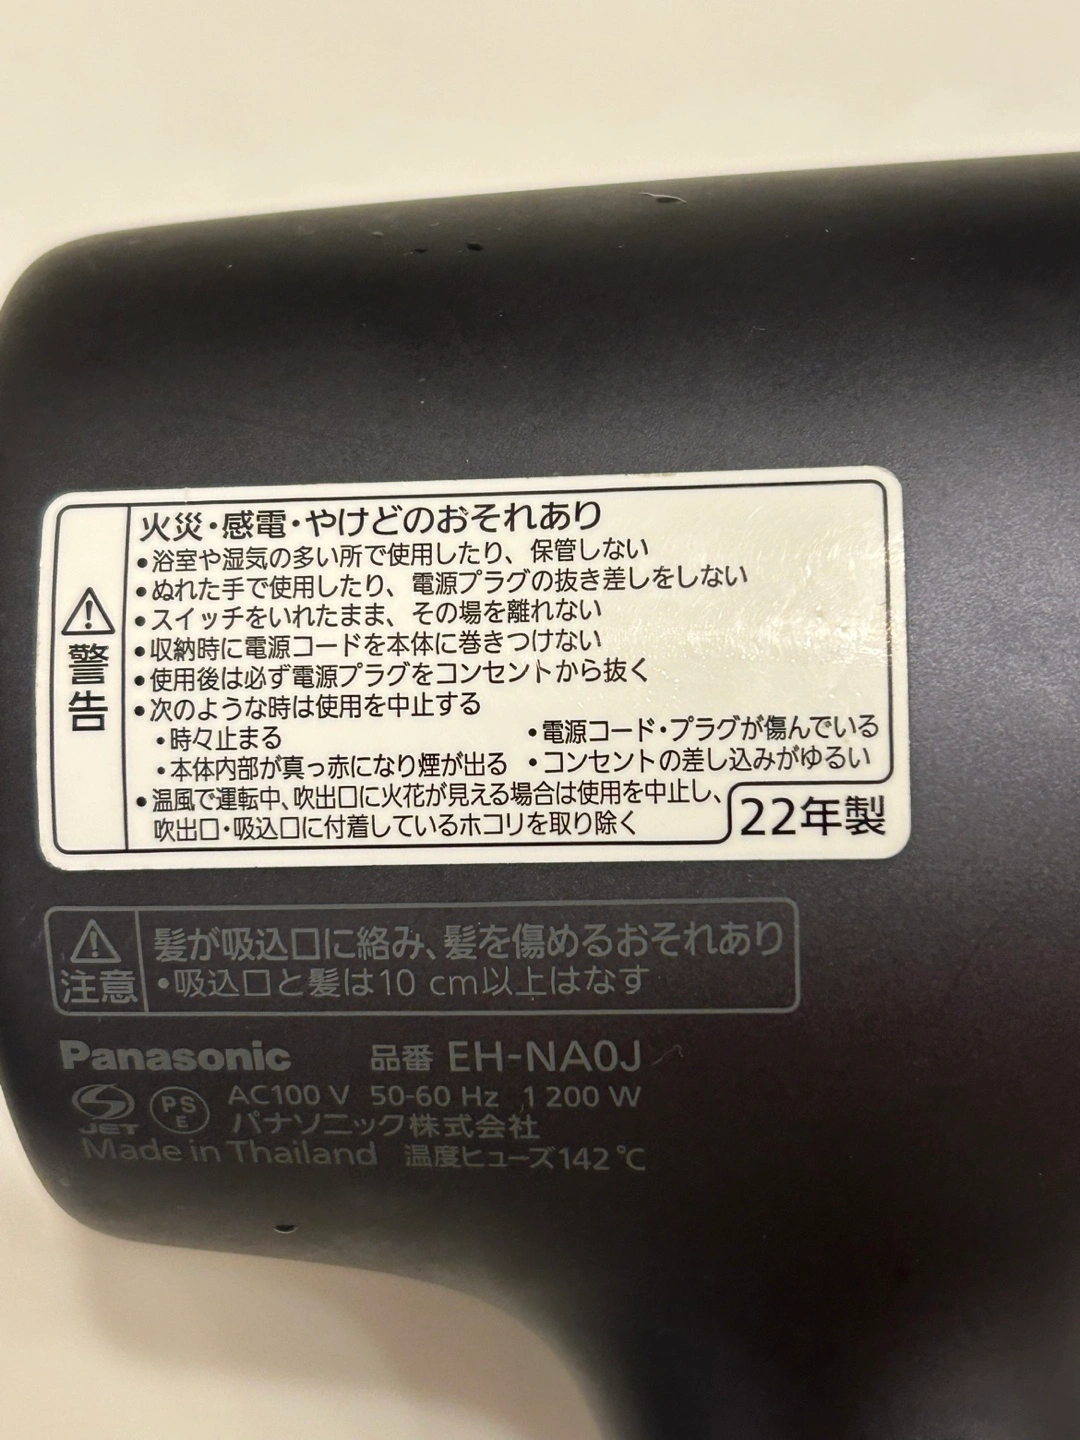 警告
火災・感電・やけどのおそれあり
•浴室や湿気の多い所で使用したり、保管しない
•ぬれた手で使用したり、電源プラグの抜き差しをしない
•スイッチをいれたまま、その場を離れない
•収納時に電源コードを本体に巻きつけない
•使用後は必ず電源プラグをコンセントから抜く
•次のような時は使用を中止する
・時々止まる ・電源コード・プラグが傷んでいる
・本体内部が真っ赤になり煙が出る ・コンセントの差し込みがゆるい
•温風で運転中、吹出口に火花が見える場合は使用を中止し、
吹出口・吸込口に付着しているホコリを取り除く
22年製
注意
髪が吸込口に絡み、髪を傷めるおそれあり
•吸込口と髪は10 cm以上はなす
Panasonic 品番 EH-NA0J
JET PSE AC100 V 50-60 Hz 1 200 W
パナソニック株式会社
Made in Thailand 温度ヒューズ142℃